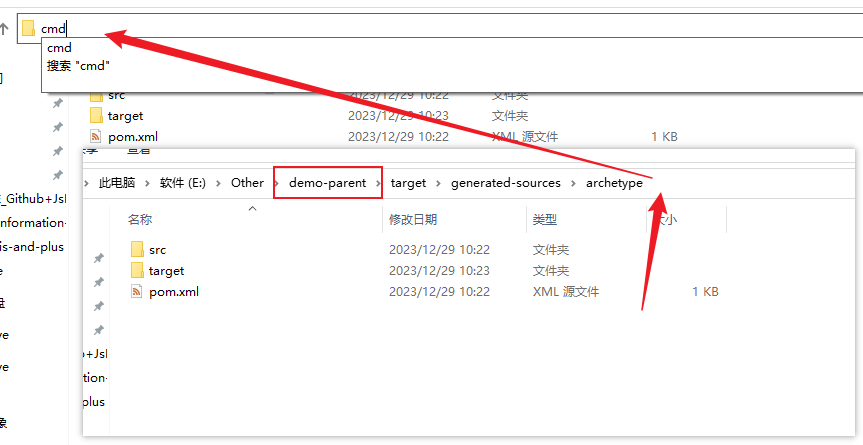 cmd
cmd
搜索 "cmd"
src 2023/12/29 10:22 文件夹
target 2023/12/29 10:23 文件夹
pom.xml 2023/12/29 10:22 XML 源文件 1 KB
查看
此电脑 软件 (E:) Other demo-parent target generated-sources archetype
名称 修改日期 类型 大小
src 2023/12/29 10:22 文件夹
target 2023/12/29 10:23 文件夹
pom.xml 2023/12/29 10:22 XML 源文件 1 KB
_Github+Jsl
nformation-
is-and-plus
e
盘
ve
ve
象
+Jsl
tion-
plus